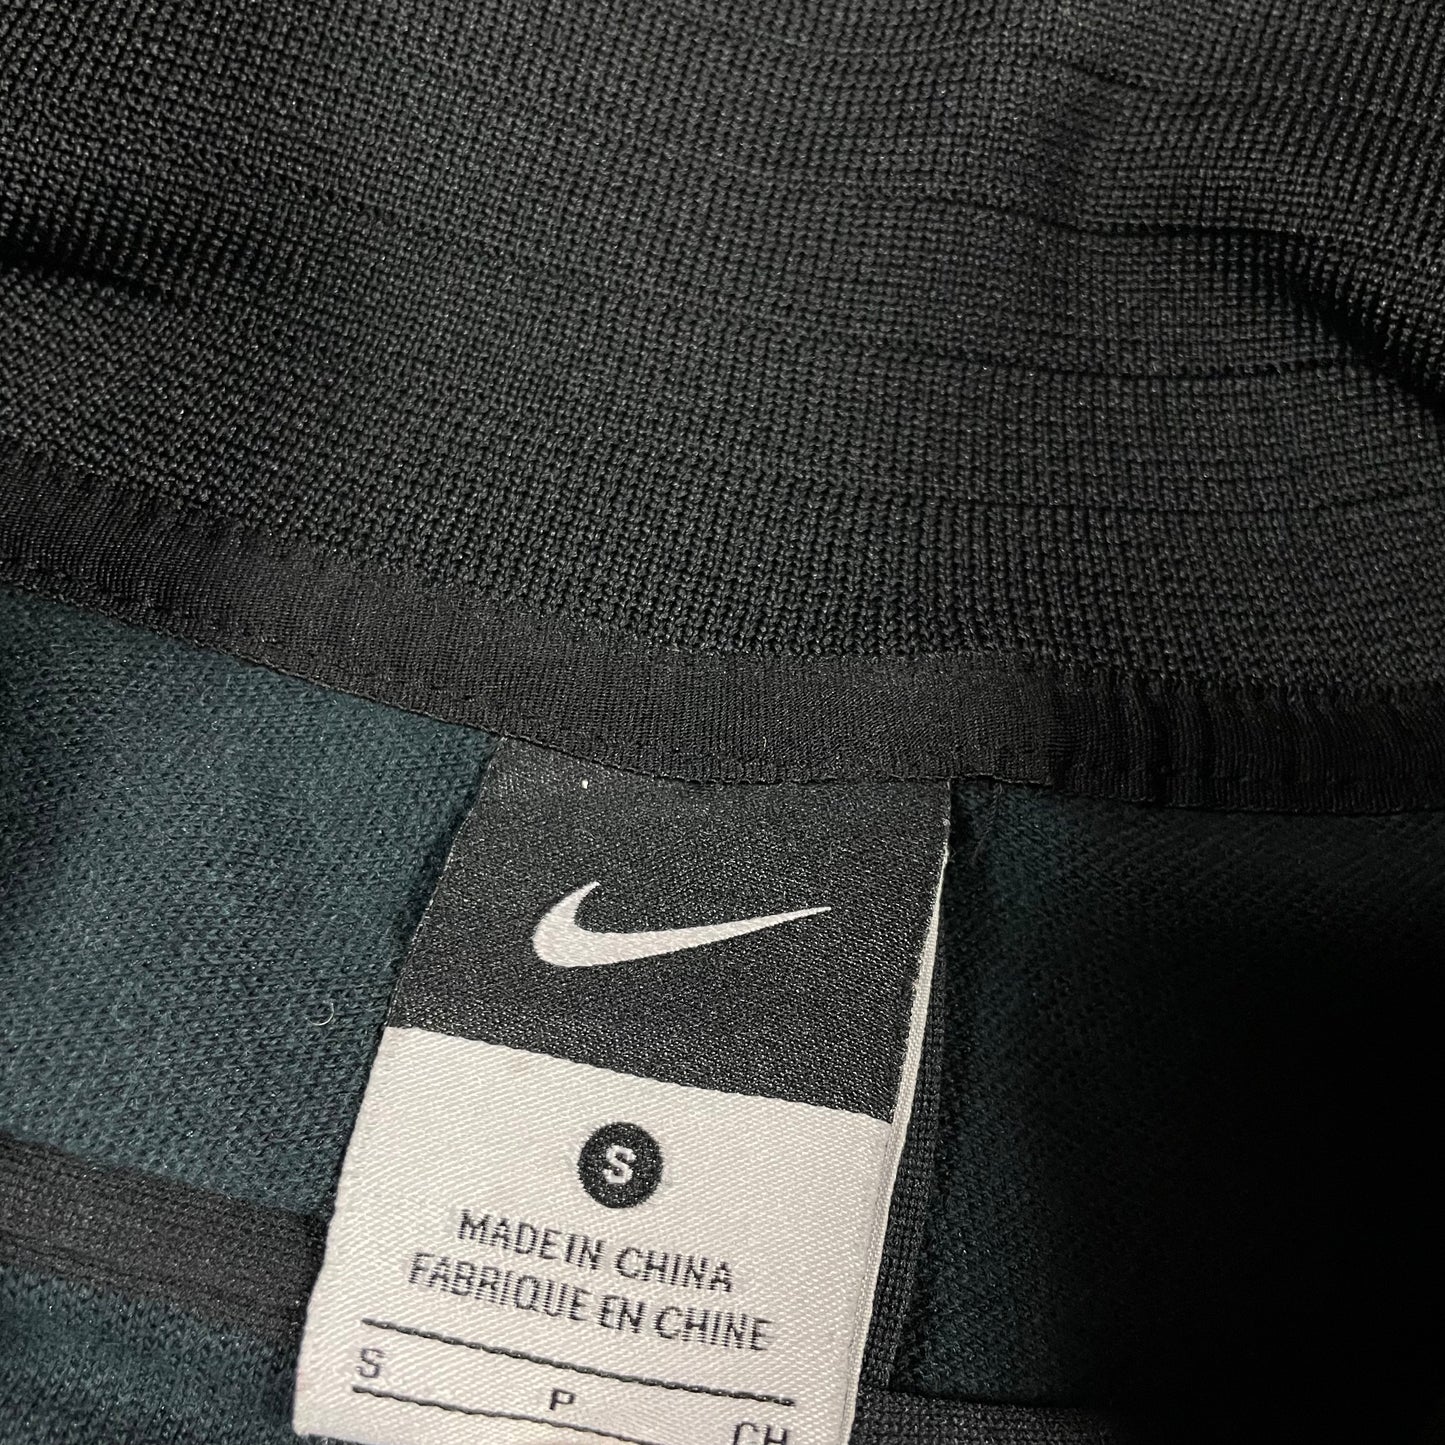 S
MADE IN CHINA
FABRIQUE EN CHINE
S P CH